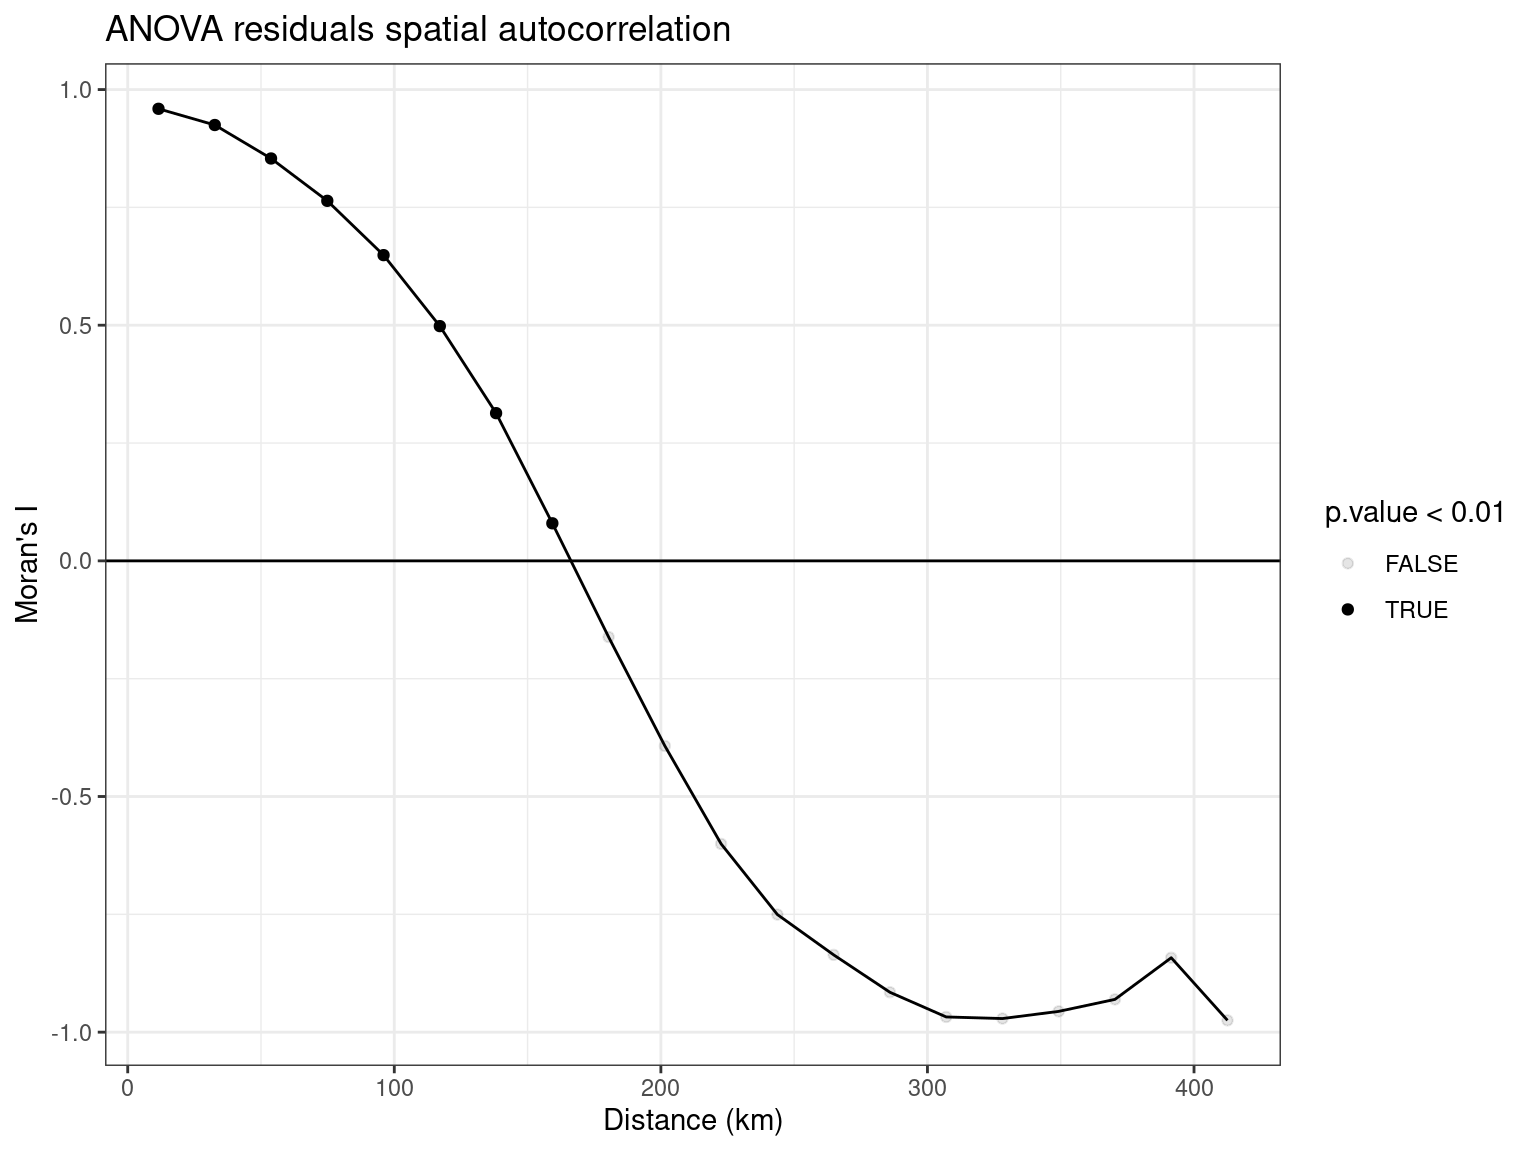 ANOVA residuals spatial autocorrelation
1.0
0.5
0.0
-0.5
-1.0
Moran's I
0 100 200 300 400
Distance (km)
p.value < 0.01
FALSE
TRUE